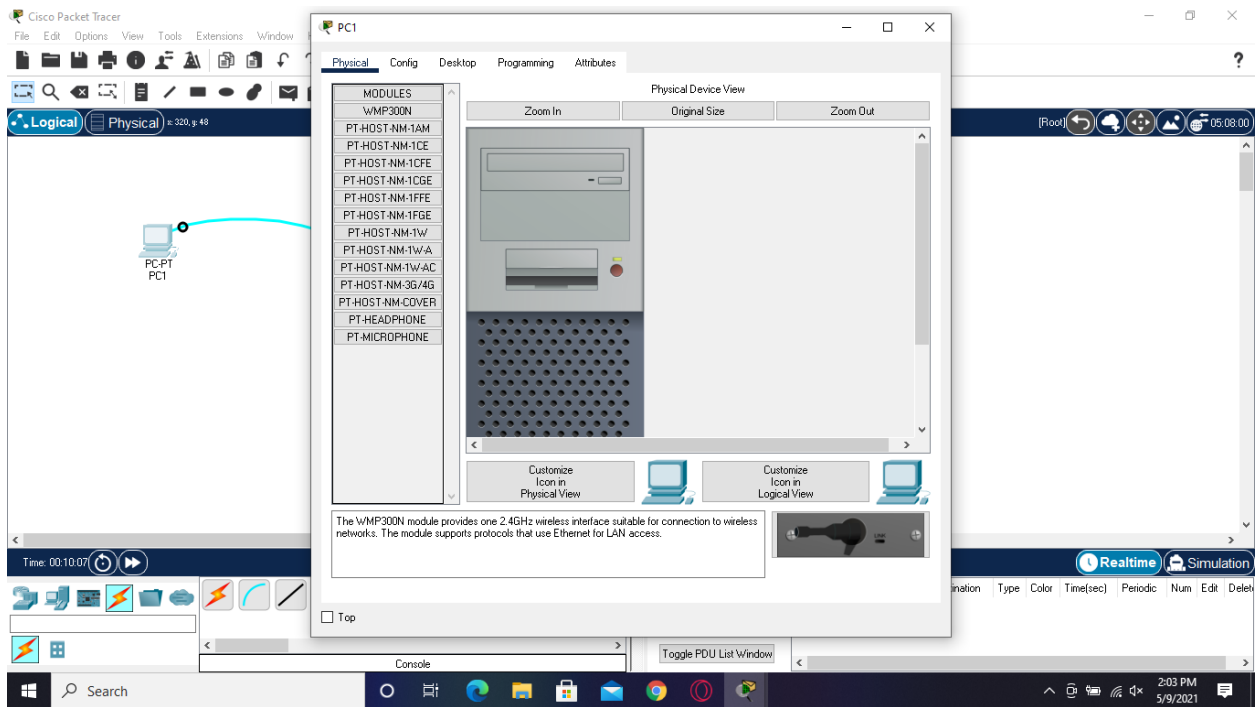 Cisco Packet Tracer
File Edit Options View Tools Extensions Window
?
Logical
Physical
x: 320, y: 48
[Root]
05:08:00
PC-PT
PC1
PC1
Physical Config Desktop Programming Attributes
MODULES
WMP300N
PT-HOST-NM-1AM
PT-HOST-NM-1CE
PT-HOST-NM-1CFE
PT-HOST-NM-1CGE
PT-HOST-NM-1FFE
PT-HOST-NM-1FGE
PT-HOST-NM-1W
PT-HOST-NM-1W-A
PT-HOST-NM-1W-AC
PT-HOST-NM-3G/4G
PT-HOST-NM-COVER
PT-HEADPHONE
PT-MICROPHONE
Physical Device View
Zoom In
Original Size
Zoom Out
Customize
Icon in
Physical View
Customize
Icon in
Logical View
The WMP300N module provides one 2.4GHz wireless interface suitable for connection to wireless
networks. The module supports protocols that use Ethernet for LAN access.
LINK
Top
Time: 00:10:07
Realtime
Simulation
ination Type Color Time(sec) Periodic Num Edit Delet
Toggle PDU List Window
Console
Search
2:03 PM
5/9/2021